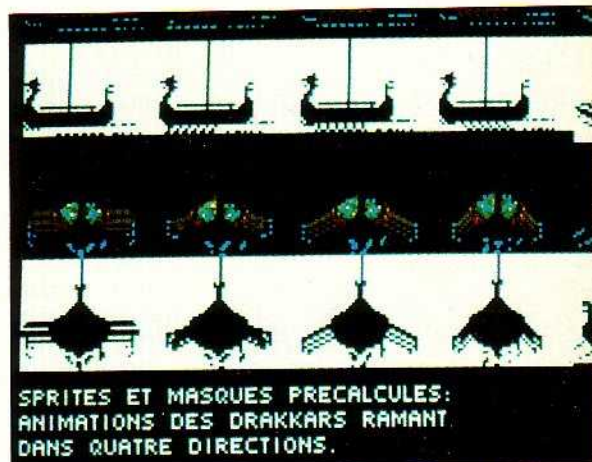 SPRITES ET MASQUES PRECALCULES:
ANIMATIONS DES DRAKKARS RAMANT
DANS QUATRE DIRECTIONS.